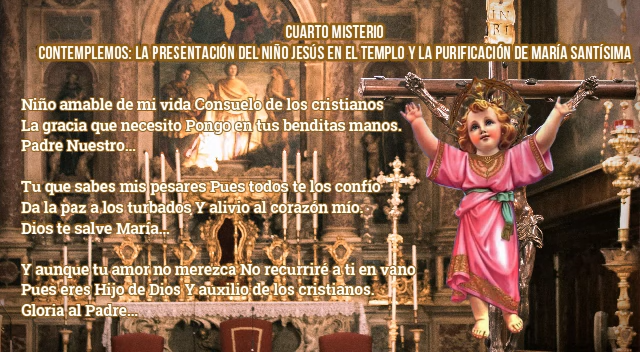 CUARTO MISTERIO
CONTEMPLEMOS: LA PRESENTACIÓN DEL NIÑO JESÚS EN EL TEMPLO Y LA PURIFICACIÓN DE MARÍA SANTÍSIMA
Niño amable de mi vida Consuelo de los cristianos
La gracia que necesito Pongo en tus benditas manos.
Padre Nuestro...
Tu que sabes mis pesares Pues todos te los confío
Da la paz a los turbados Y alivio al corazón mío.
Dios te salve María...
Y aunque tu amor no merezca No recurriré a ti en vano
Pues eres Hijo de Dios Y auxilio de los cristianos.
Gloria al Padre...